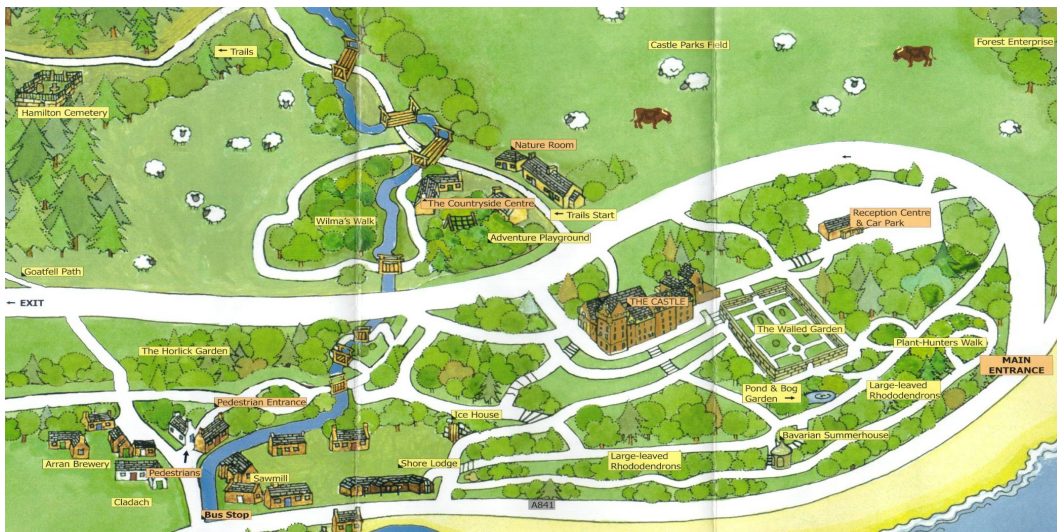 Castle Parks Field
Forest Enterprise
← Trails
Hamilton Cemetery
Nature Room
The Countryside Centre
Wilma's Walk
← Trails Start
Reception Centre
& Car Park
Adventure Playground
Goatfell Path
← EXIT
THE CASTLE
The Walled Garden
Plant-Hunters Walk
The Horlick Garden
MAIN
ENTRANCE
Pond & Bog
Garden →
Large-leaved
Rhododendrons
Pedestrian Entrance
Ice House
Bavarian Summerhouse
Arran Brewery
Pedestrians
Shore Lodge
Large-leaved
Rhododendrons
Sawmill
Cladach
Bus Stop
A841